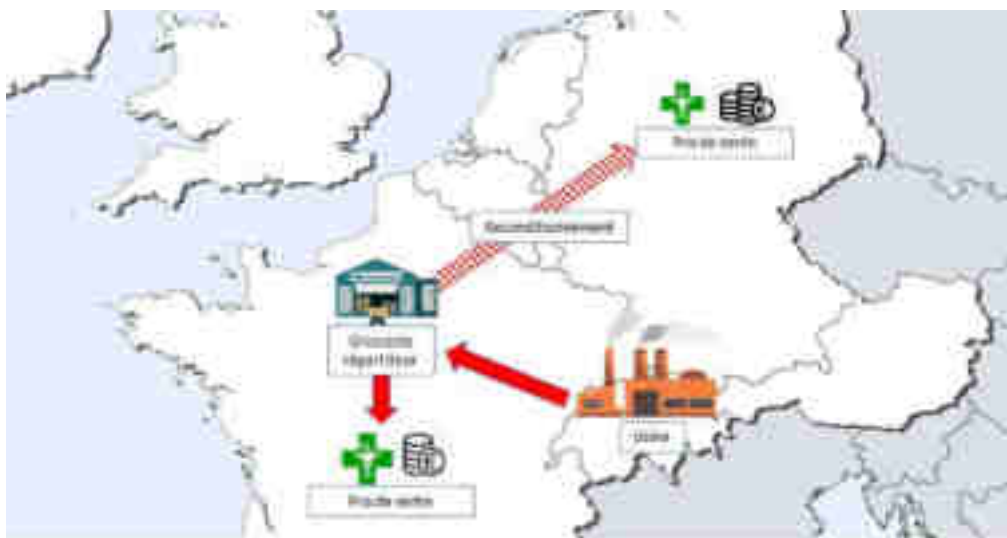 Prix de vente
Reconditionnement
Grossiste
répartiteur
Usine
Prix de vente